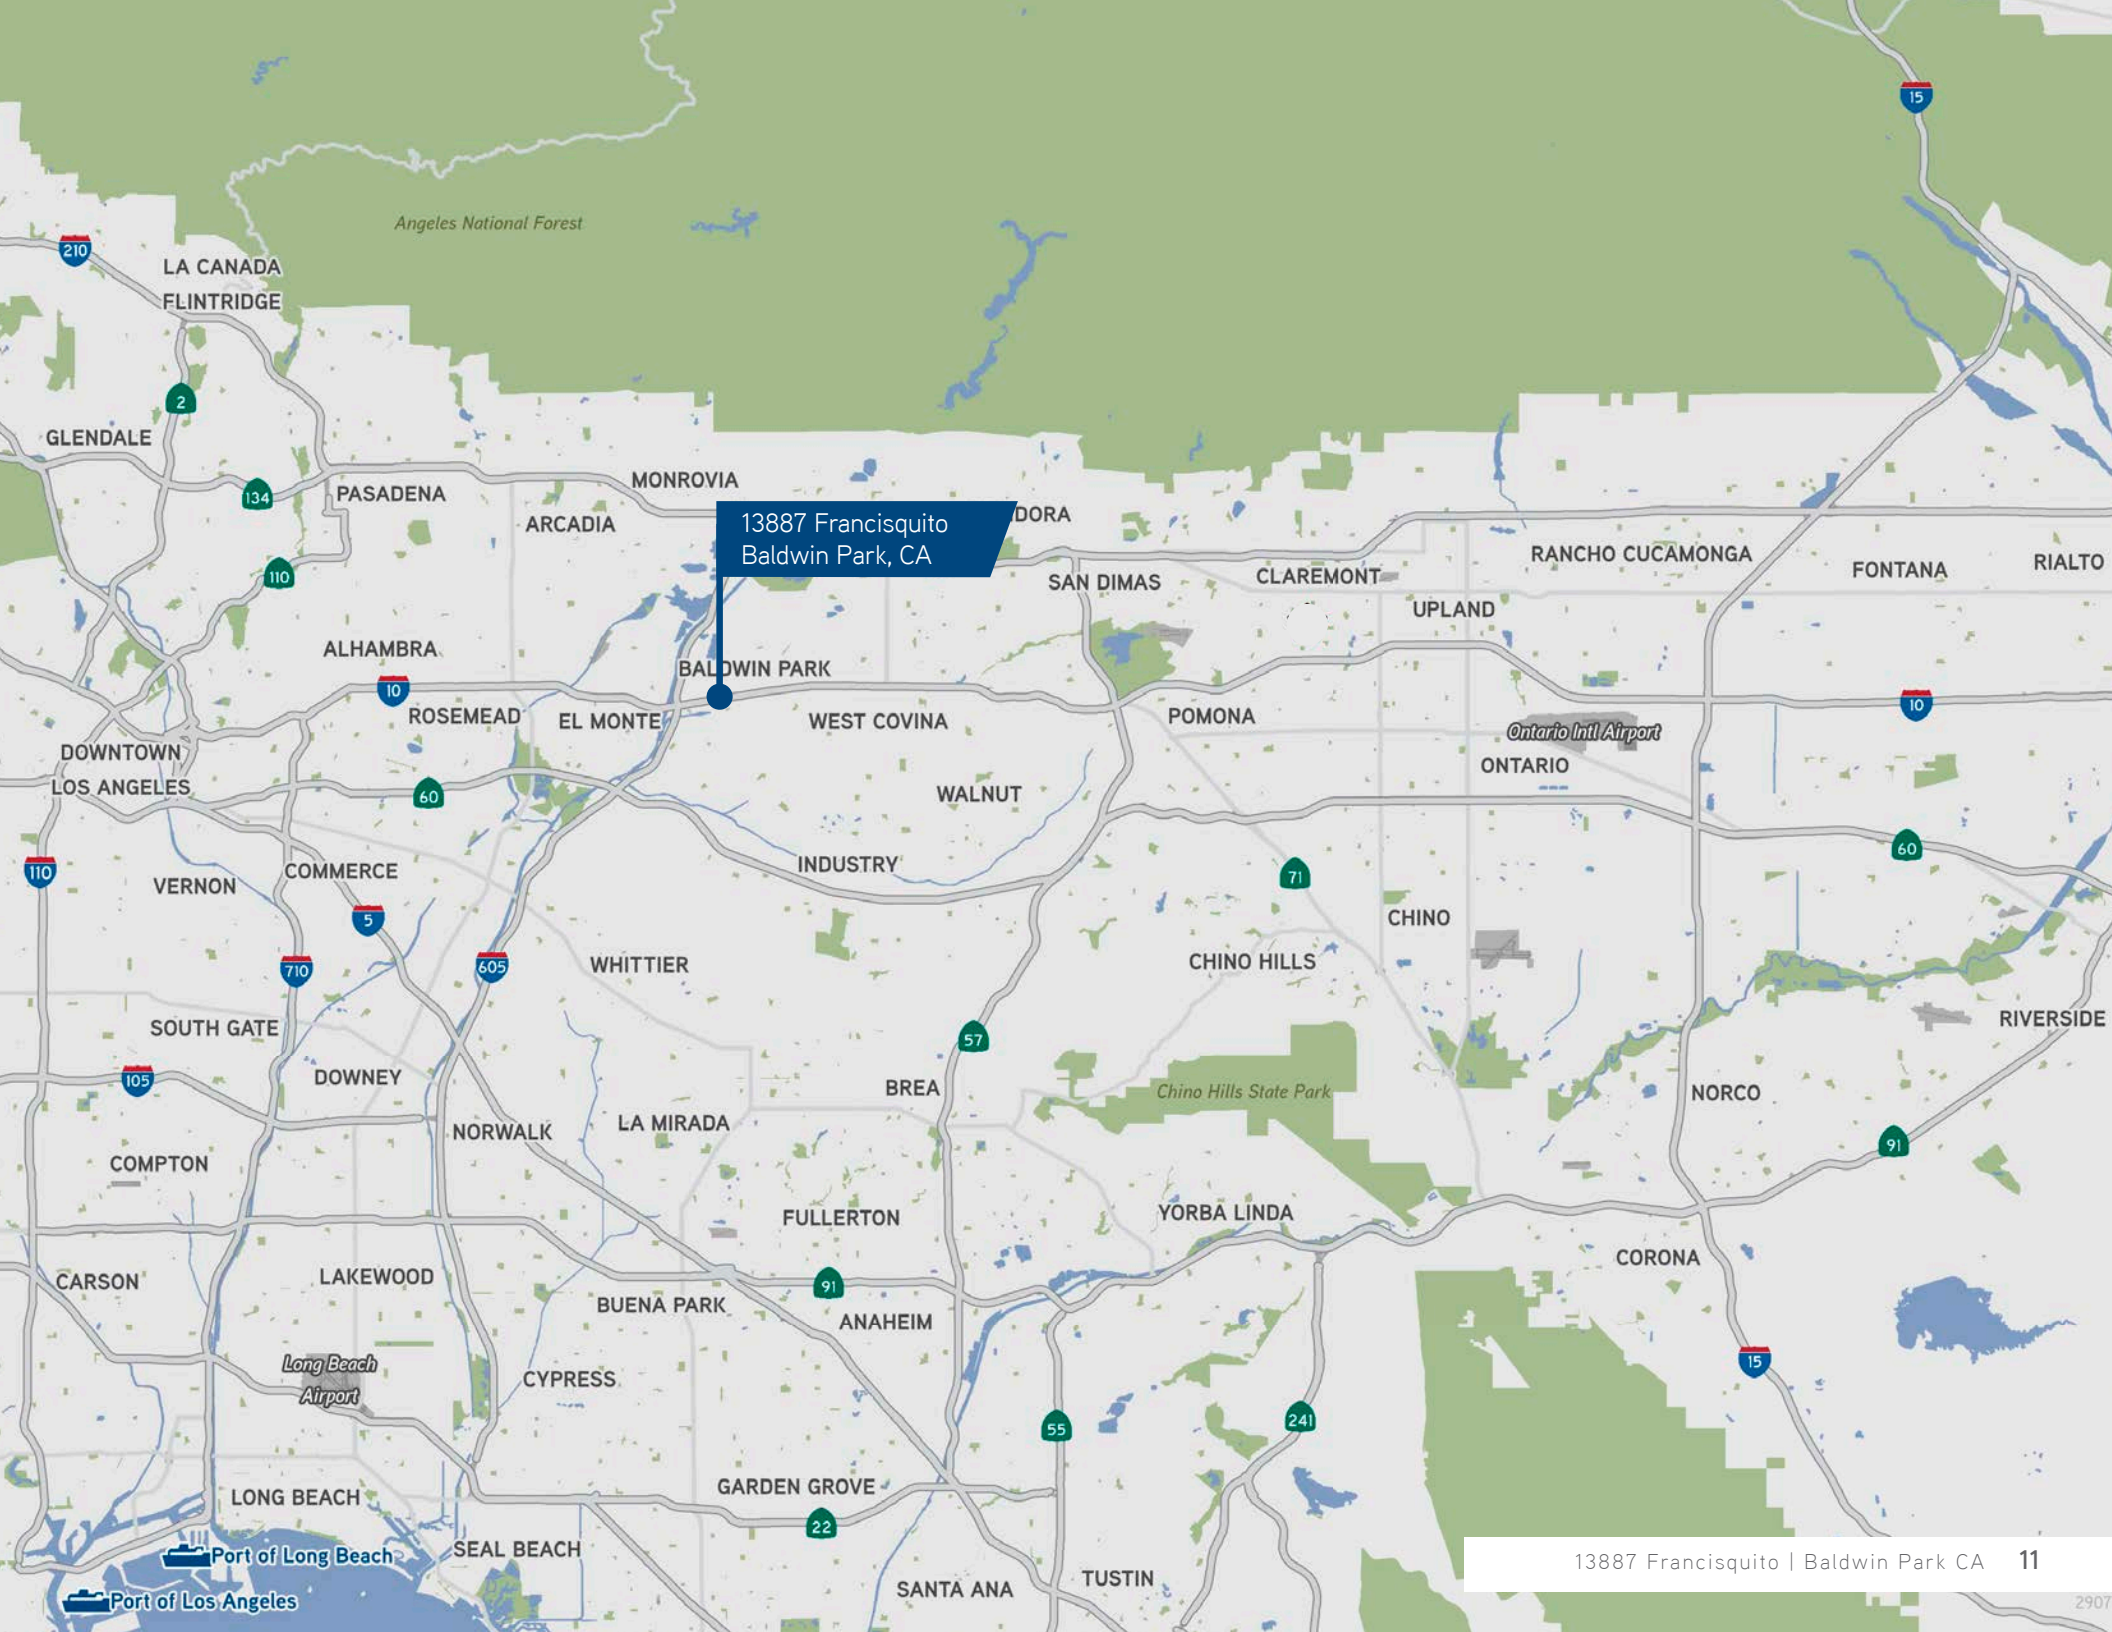 15
Angeles National Forest
210
LA CANADA
FLINTRIDGE
2
GLENDALE
134
PASADENA
MONROVIA
ARCADIA
13887 Francisquito
Baldwin Park, CA
DORA
110
SAN DIMAS
CLAREMONT
RANCHO CUCAMONGA
FONTANA
RIALTO
UPLAND
ALHAMBRA
BALDWIN PARK
10
ROSEMEAD
EL MONTE
WEST COVINA
POMONA
10
Ontario Intl Airport
DOWNTOWN
LOS ANGELES
ONTARIO
60
WALNUT
60
110
VERNON
COMMERCE
INDUSTRY
71
5
CHINO
710
605
WHITTIER
CHINO HILLS
SOUTH GATE
57
RIVERSIDE
105
DOWNEY
BREA
Chino Hills State Park
NORCO
NORWALK
LA MIRADA
91
COMPTON
FULLERTON
YORBA LINDA
CORONA
CARSON
LAKEWOOD
91
BUENA PARK
ANAHEIM
15
Long Beach
Airport
CYPRESS
55
241
LONG BEACH
GARDEN GROVE
22
Port of Long Beach
SEAL BEACH
13887 Francisquito | Baldwin Park CA 11
Port of Los Angeles
SANTA ANA
TUSTIN
2907